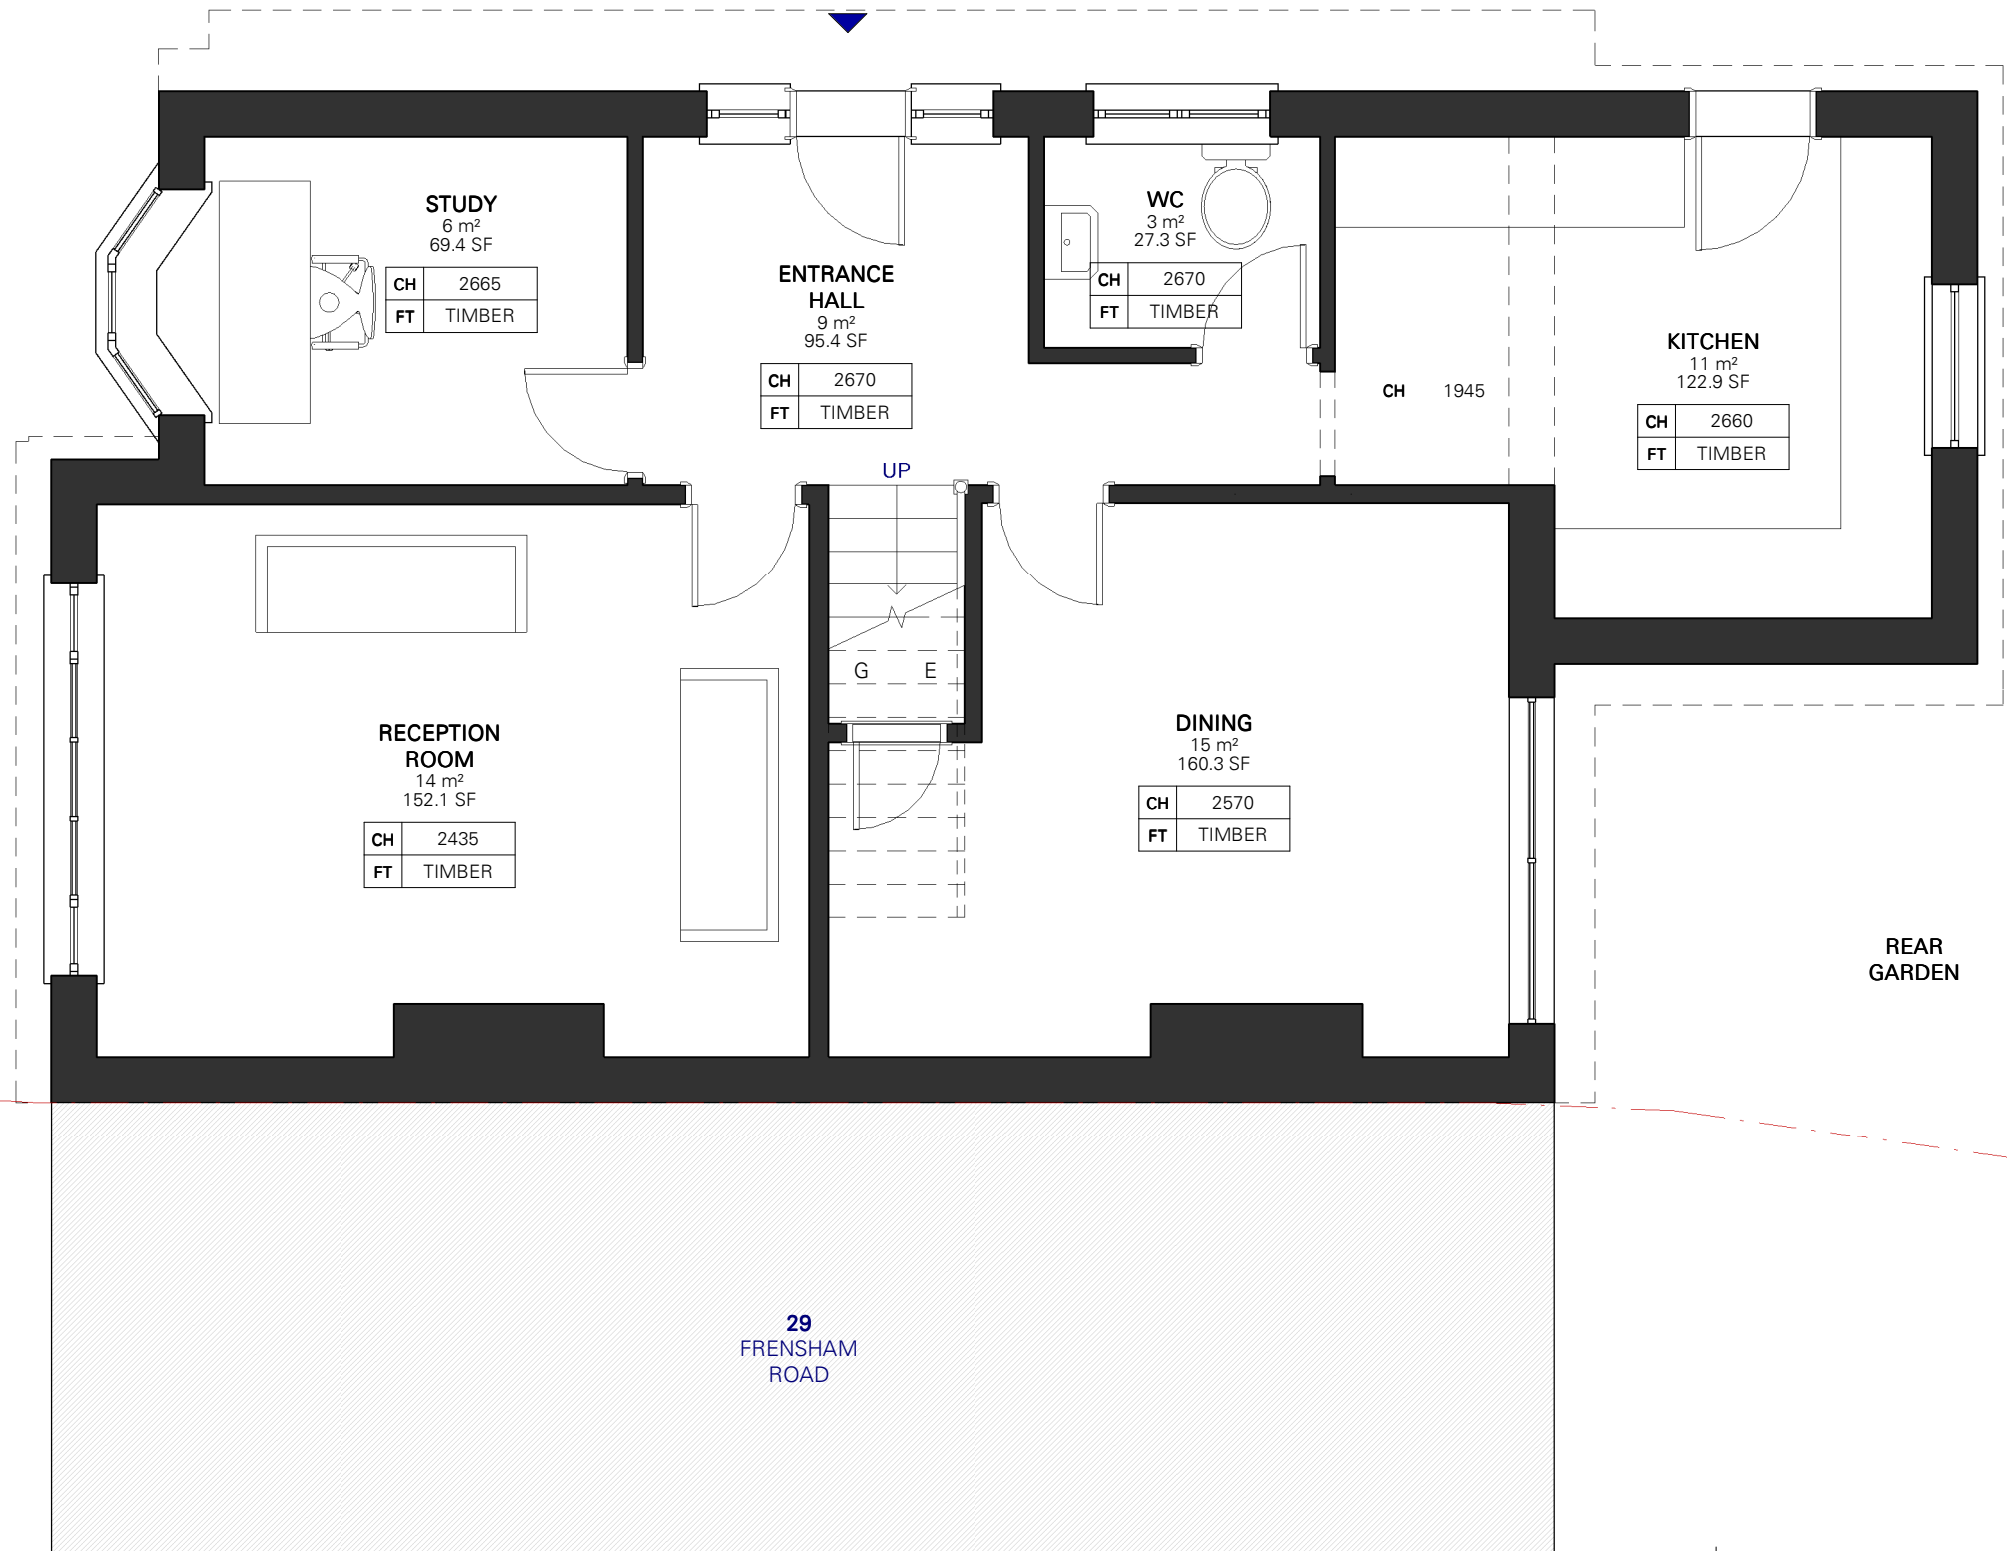 STUDY
6 m²
69.4 SF
CH 2665
FT TIMBER
ENTRANCE
HALL
9 m²
95.4 SF
CH 2670
FT TIMBER
WC
3 m²
27.3 SF
CH 2670
FT TIMBER
CH 1945
KITCHEN
11 m²
122.9 SF
CH 2660
FT TIMBER
UP
G E
RECEPTION
ROOM
14 m²
152.1 SF
CH 2435
FT TIMBER
DINING
15 m²
160.3 SF
CH 2570
FT TIMBER
REAR
GARDEN
29
FRENSHAM
ROAD